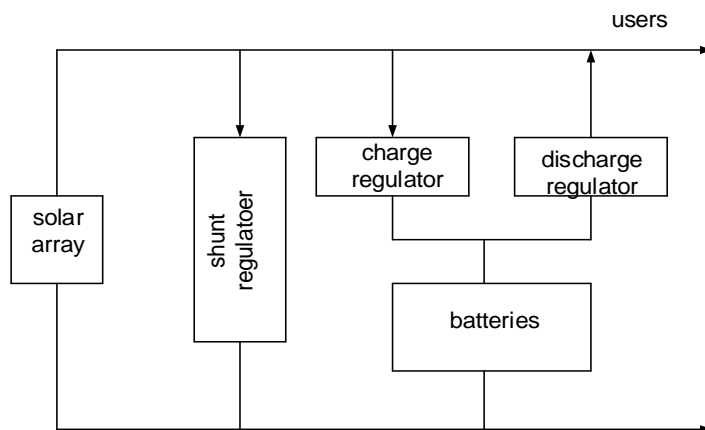 users
solar
array
shunt
regulatoer
charge
regulator
discharge
regulator
batteries